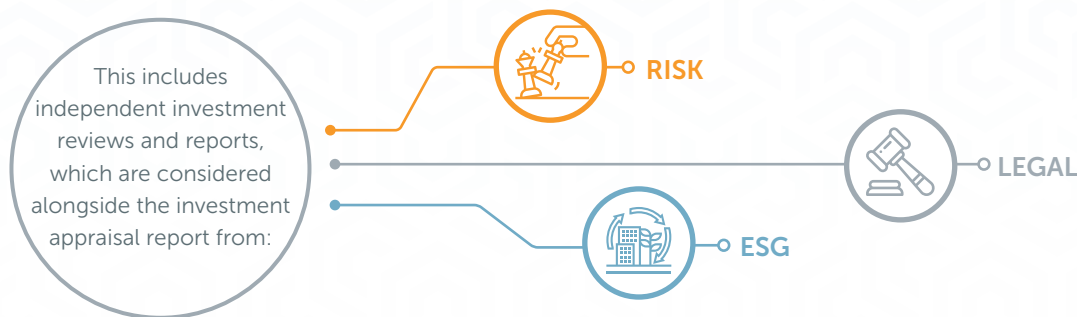 This includes
independent investment
reviews and reports,
which are considered
alongside the investment
appraisal report from:
RISK
LEGAL
ESG